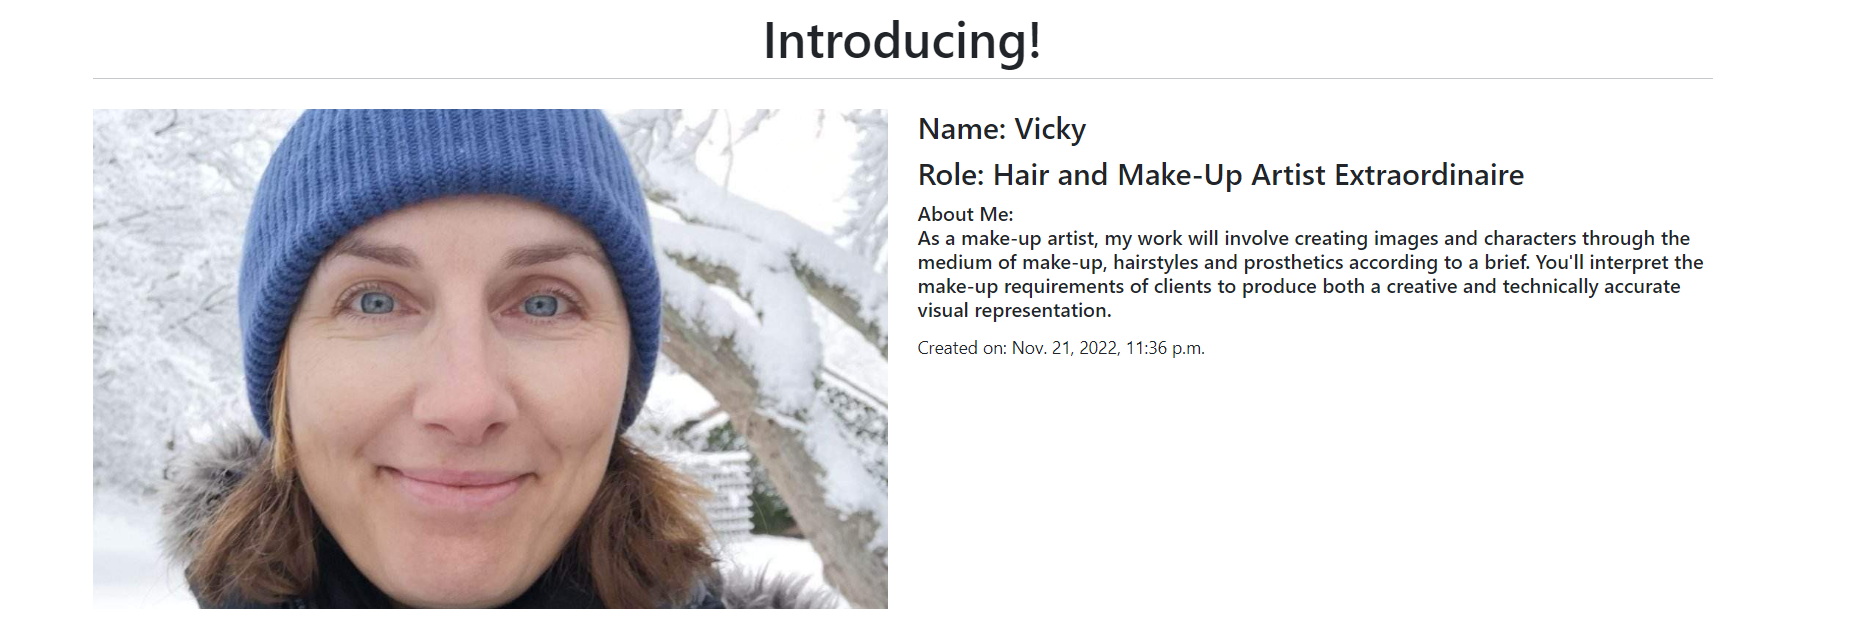 Introducing!
Name: Vicky
Role: Hair and Make-Up Artist Extraordinaire
About Me:
As a make-up artist, my work will involve creating images and characters through the
medium of make-up, hairstyles and prosthetics according to a brief. You'll interpret the
make-up requirements of clients to produce both a creative and technically accurate
visual representation.
Created on: Nov. 21, 2022, 11:36 p.m.